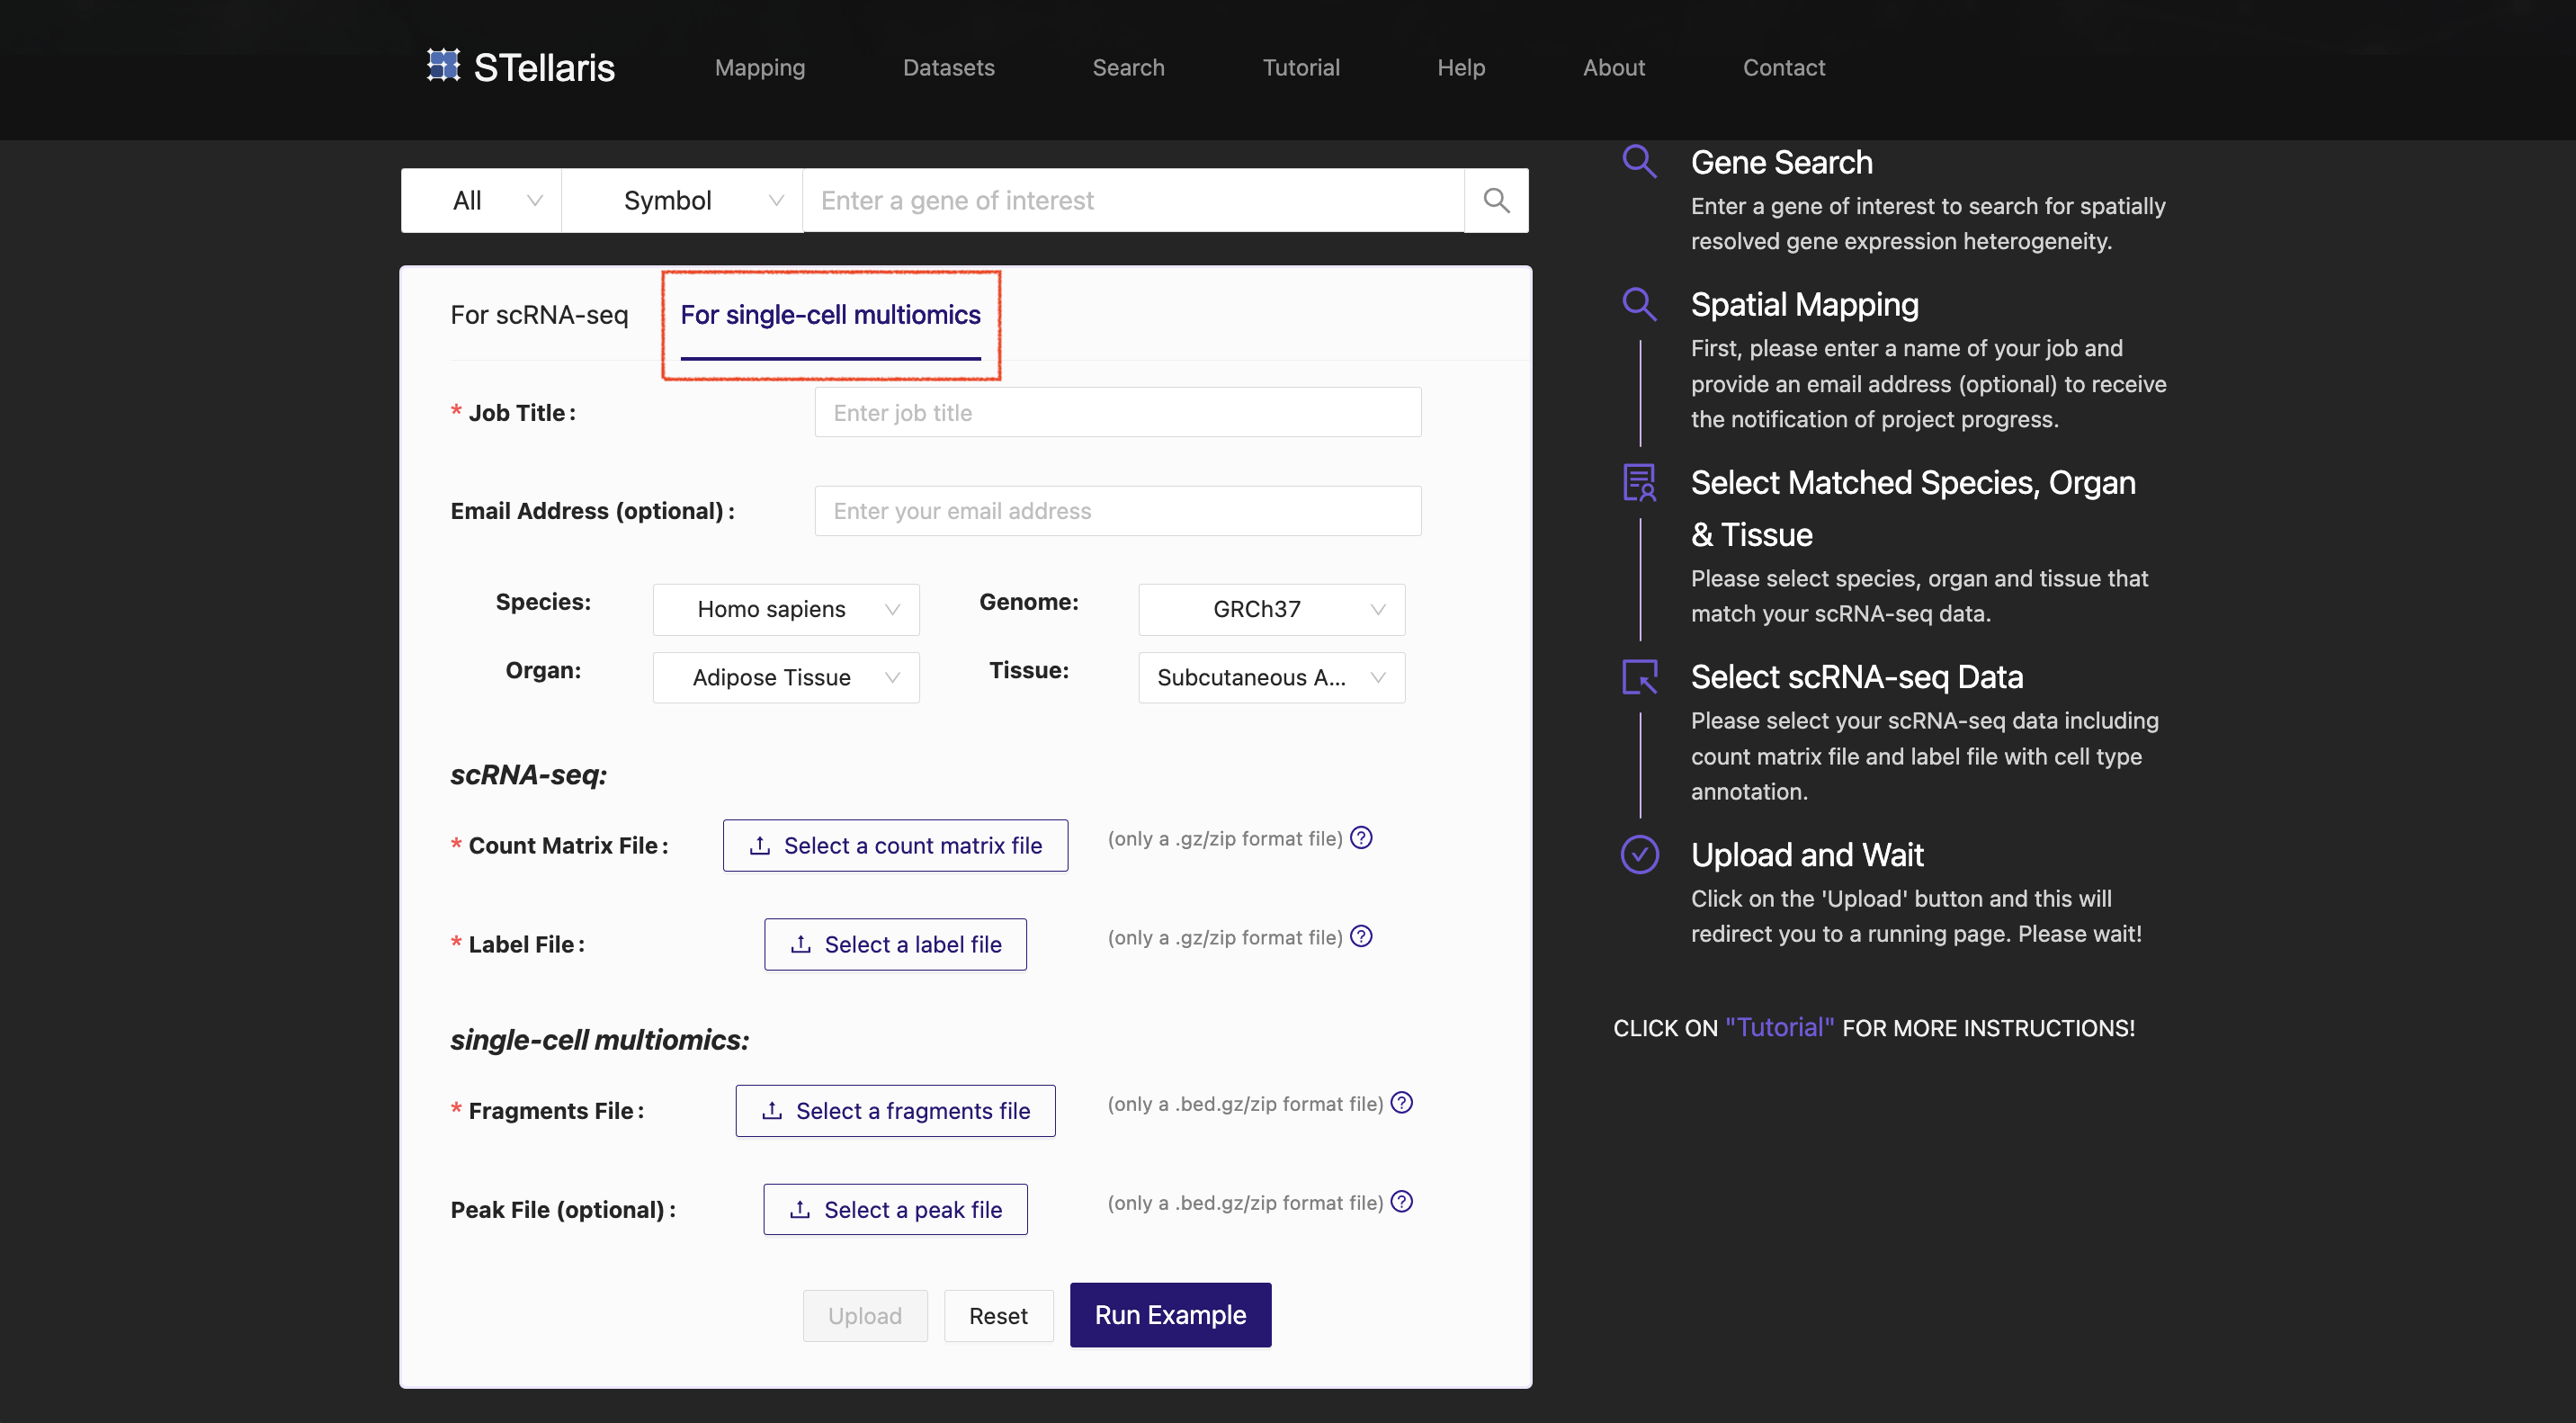 STellaris
Mapping
Datasets
Search
Tutorial
Help
About
Contact
All
Symbol
Enter a gene of interest
For scRNA-seq
For single-cell multiomics
* Job Title :
Enter job title
Email Address (optional) :
Enter your email address
Species:
Homo sapiens
Genome:
GRCh37
Organ:
Adipose Tissue
Tissue:
Subcutaneous A...
scRNA-seq:
* Count Matrix File :
Select a count matrix file
(only a .gz/zip format file)
* Label File :
Select a label file
(only a .gz/zip format file)
single-cell multiomics:
* Fragments File :
Select a fragments file
(only a .bed.gz/zip format file)
Peak File (optional) :
Select a peak file
(only a .bed.gz/zip format file)
Upload
Reset
Run Example
Gene Search
Enter a gene of interest to search for spatially
resolved gene expression heterogeneity.
Spatial Mapping
First, please enter a name of your job and
provide an email address (optional) to receive
the notification of project progress.
Select Matched Species, Organ
& Tissue
Please select species, organ and tissue that
match your scRNA-seq data.
Select scRNA-seq Data
Please select your scRNA-seq data including
count matrix file and label file with cell type
annotation.
Upload and Wait
Click on the 'Upload' button and this will
redirect you to a running page. Please wait!
CLICK ON "Tutorial" FOR MORE INSTRUCTIONS!